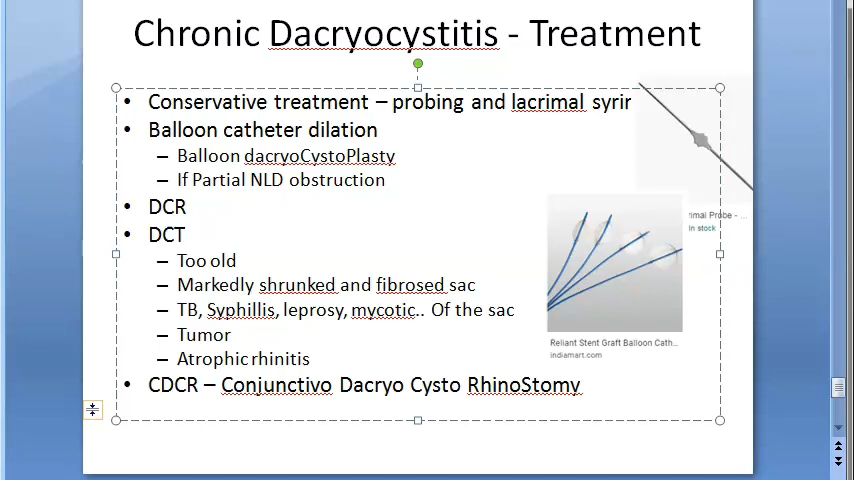 Chronic Dacryocystitis - Treatment
• Conservative treatment – probing and lacrimal syrir
• Balloon catheter dilation
– Balloon dacryoCystoPlasty
– If Partial NLD obstruction
• DCR
• DCT
– Too old
– Markedly shrunked and fibrosed sac
– TB, Syphillis, leprosy, mycotic.. Of the sac
– Tumor
– Atrophic rhinitis
• CDCR – Conjunctivo Dacryo Cysto RhinoStomy
rimal Probe - ...
In stock
Reliant Stent Graft Balloon Cath...
indiamart.com